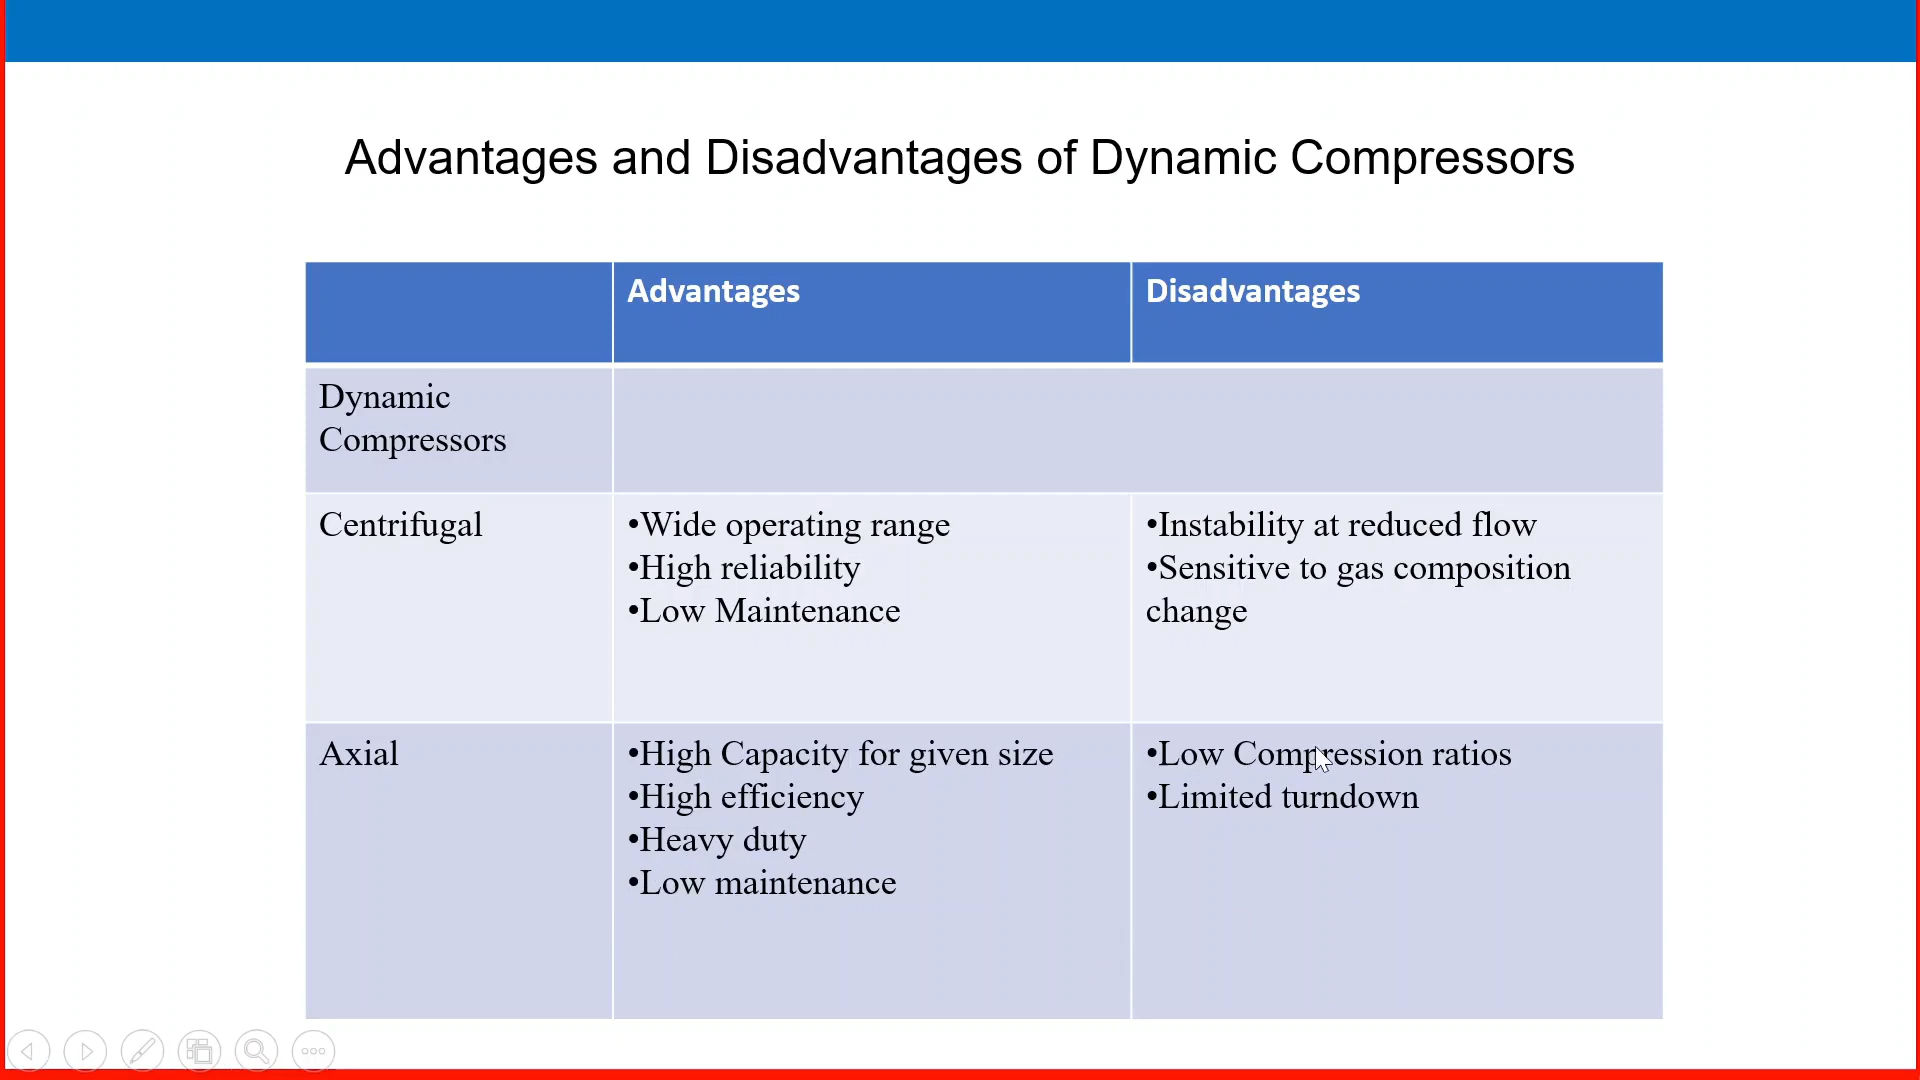 Advantages and Disadvantages of Dynamic Compressors
Advantages
Disadvantages
Dynamic
Compressors
Centrifugal
•Wide operating range
•High reliability
•Low Maintenance
•Instability at reduced flow
•Sensitive to gas composition
change
Axial
•High Capacity for given size
•High efficiency
•Heavy duty
•Low maintenance
•Low Compression ratios
•Limited turndown